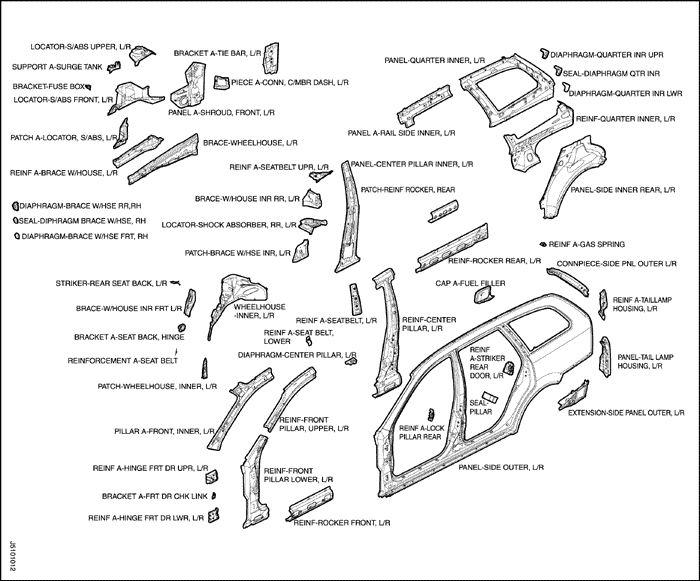 LOCATOR-S/ABS UPPER, L/R
SUPPORT A-SURGE TANK
BRACKET-FUSE BOX
LOCATOR-S/ABS FRONT, L/R
BRACKET A-TIE BAR, L/R
PIECE A-CONN, C/MBR DASH, L/R
PANEL A-SHROUD, FRONT, L/R
PATCH A-LOCATOR, S/ABS, L/R
BRACE-WHEELHOUSE, L/R
REINF A-BRACE W/HOUSE, L/R
PANEL-QUARTER INNER, L/R
DIAPHRAGM-QUARTER INR UPR
SEAL-DIAPHRAGM QTR INR
DIAPHRAGM-QUARTER INR LWR
PANEL A-RAIL SIDE INNER, L/R
REINF-QUARTER INNER, L/R
PANEL-SIDE INNER REAR, L/R
REINF A-SEATBELT UPR, L/R
PANEL-CENTER PILLAR INNER, L/R
PATCH-REINF ROCKER, REAR
BRACE-W/HOUSE INR RR, L/R
LOCATOR-SHOCK ABSORBER, RR, L/R
PATCH-BRACE W/HSE INR, L/R
DIAPHRAGM-BRACE W/HSE RR,RH
SEAL-DIPHRAGM BRACE W/HSE, RH
DIAPHRAGM-BRACE W/HSE FRT, RH
REINF-ROCKER REAR, L/R
REINF A-GAS SPRING
CONNPIECE-SIDE PNL OUTER L/R
CAP A-FUEL FILLER
REINF A-TAILLAMP
HOUSING, L/R
STRIKER-REAR SEAT BACK, L/R
BRACE-W/HOUSE INR FRT L/R
WHEELHOUSE
-INNER, L/R
BRACKET A-SEAT BACK, HINGE
REINFORCEMENT A-SEAT BELT
PATCH-WHEELHOUSE, INNER, L/R
REINF A-SEATBELT, L/R
REINF A-SEAT BELT,
LOWER
DIAPHRAGM-CENTER PILLAR, L/R
REINF-CENTER
PILLAR, L/R
REINF
A-STRIKER
REAR
DOOR, L/R
PANEL-TAIL LAMP
HOUSING, L/R
SEAL-
PILLAR
EXTENSION-SIDE PANEL OUTER, L/R
REINF A-LOCK
PILLAR REAR
PANEL-SIDE OUTER, L/R
PILLAR A-FRONT, INNER, L/R
REINF-FRONT
PILLAR, UPPER, L/R
REINF A-HINGE FRT DR UPR, L/R
BRACKET A-FRT DR CHK LINK
REINF A-HINGE FRT DR LWR, L/R
REINF-FRONT
PILLAR LOWER, L/R
REINF-ROCKER FRONT, L/R
J5101012